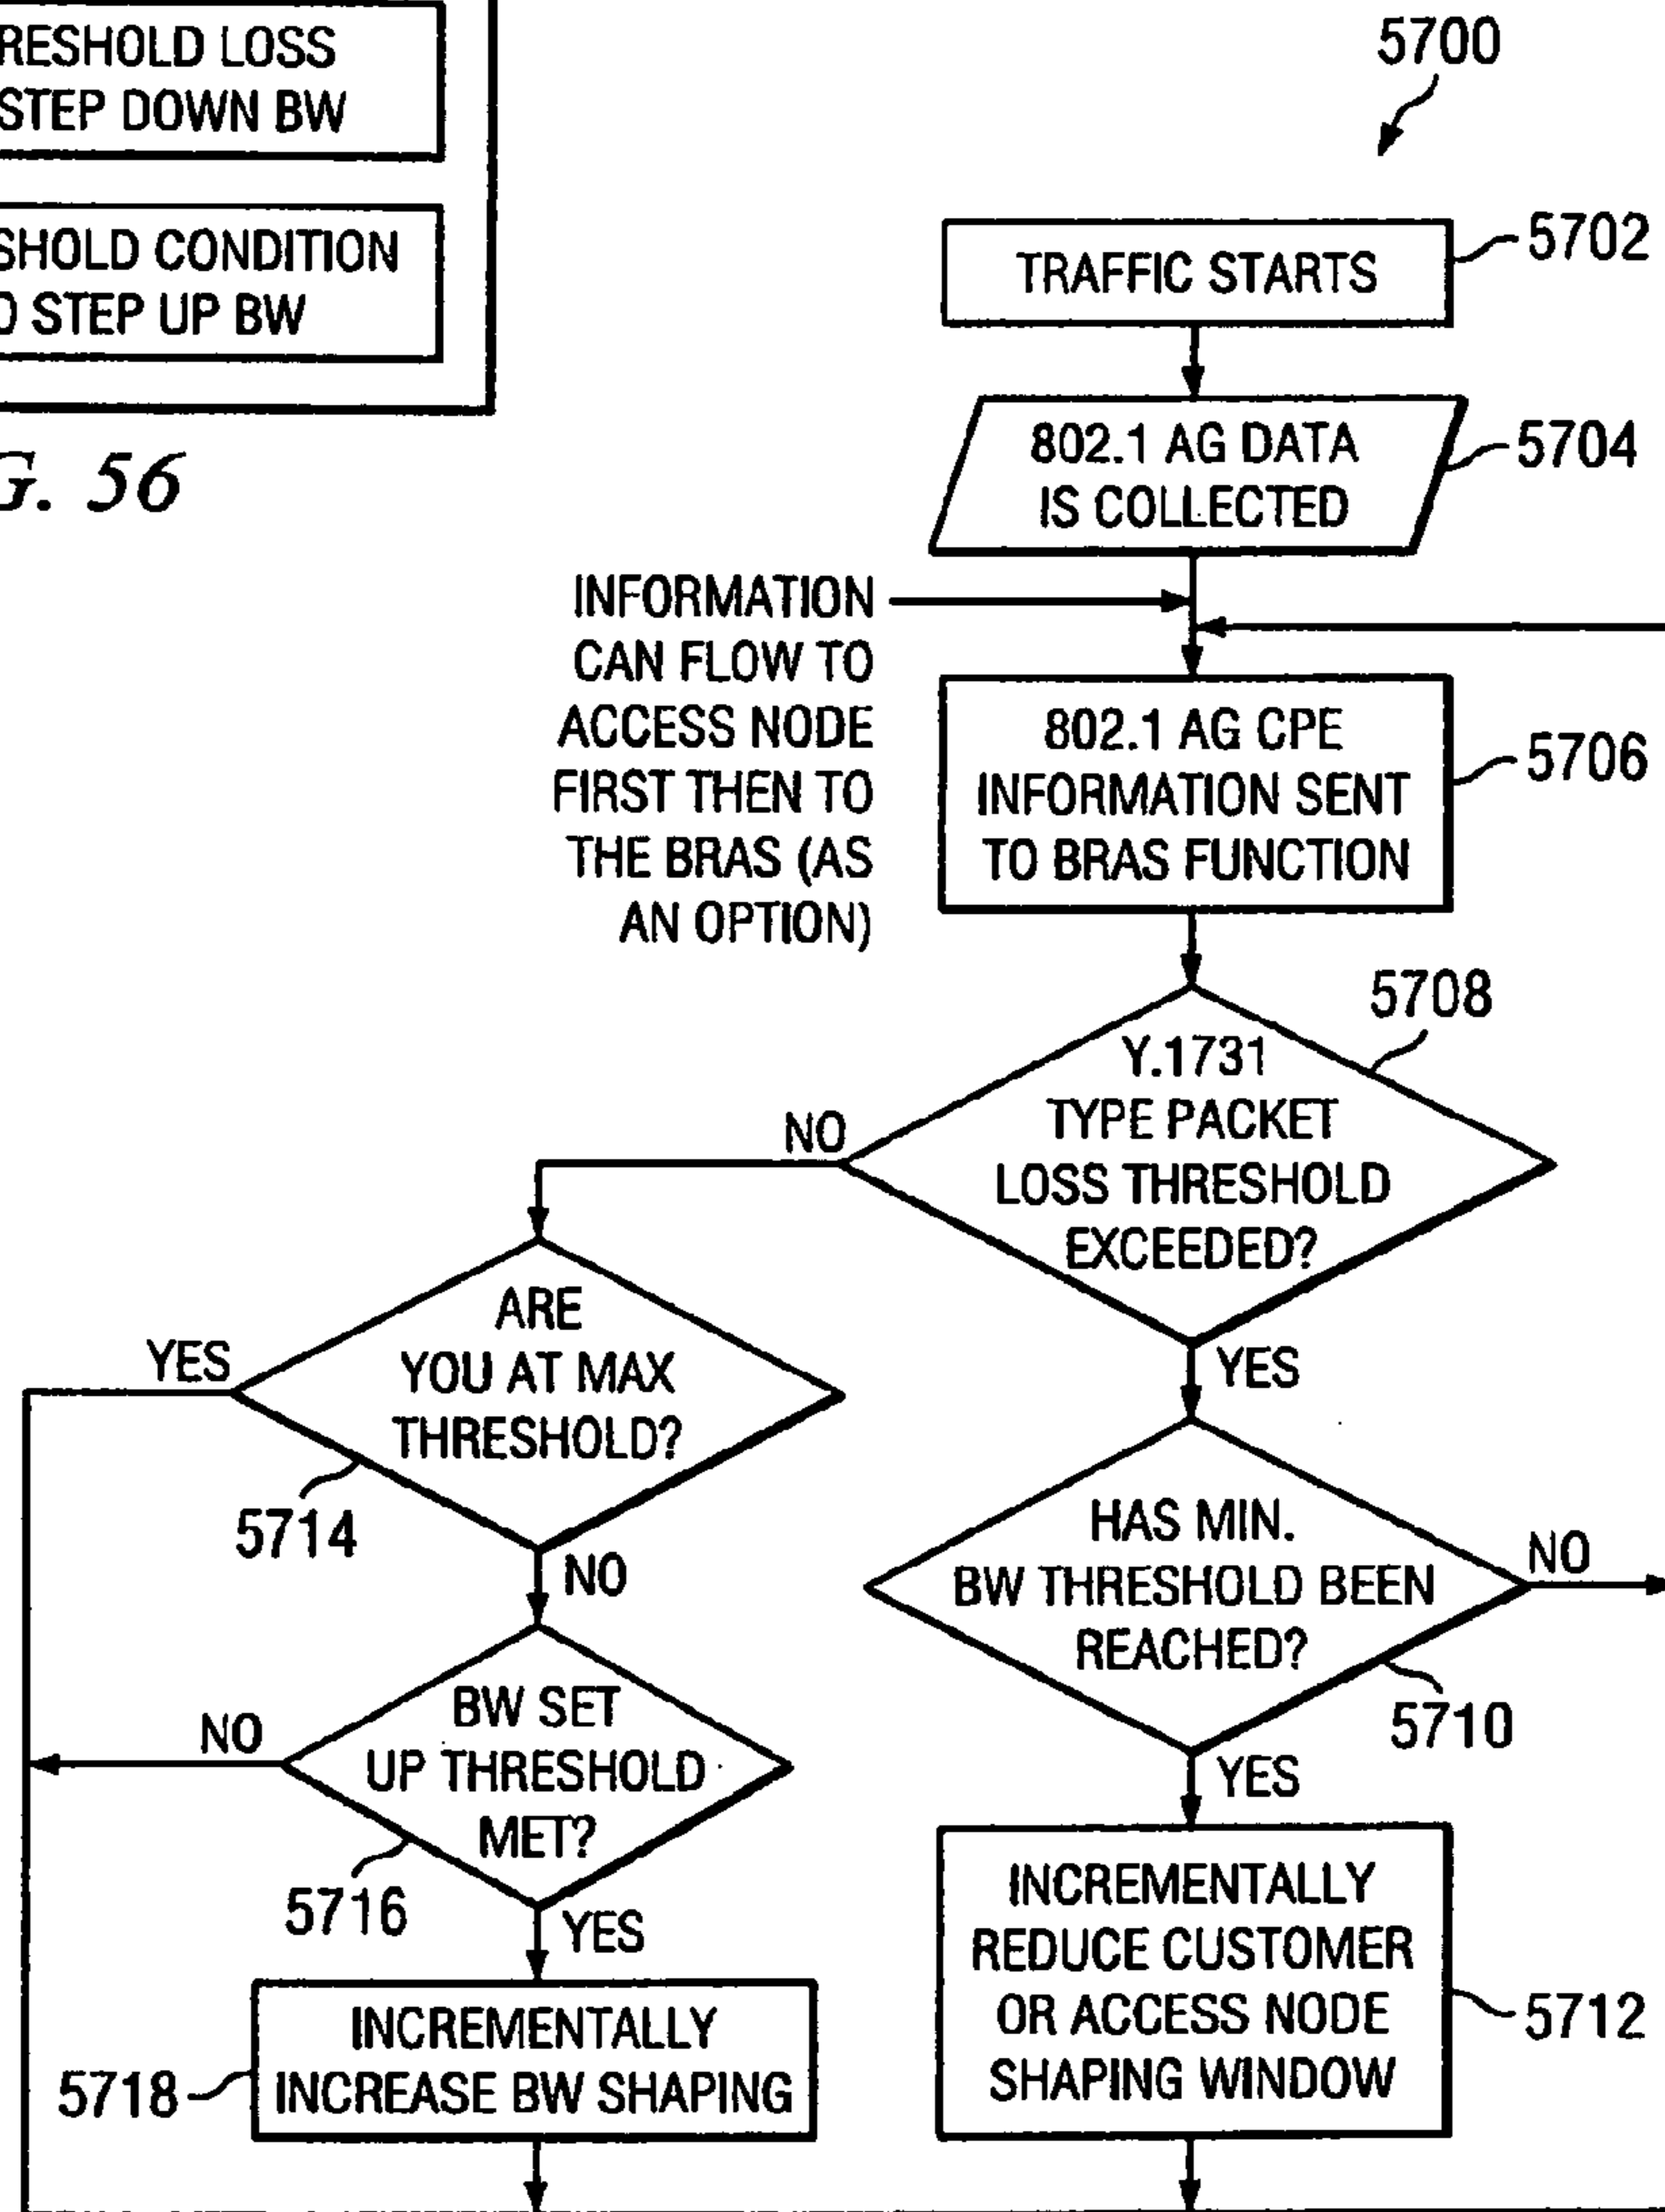 RESHOLD LOSS
STEP DOWN BW
SHOLD CONDITION
STEP UP BW
G. 56
5700
TRAFFIC STARTS
5702
802.1 AG DATA
IS COLLECTED
5704
INFORMATION
CAN FLOW TO
ACCESS NODE
FIRST THEN TO
THE BRAS (AS
AN OPTION)
802.1 AG CPE
INFORMATION SENT
TO BRAS FUNCTION
5706
5708
Y.1731
TYPE PACKET
LOSS THRESHOLD
EXCEEDED?
NO
YES
ARE
YOU AT MAX
THRESHOLD?
YES
5714
NO
HAS MIN.
BW THRESHOLD BEEN
REACHED?
NO
5710
YES
BW SET
UP THRESHOLD
MET?
NO
5716
YES
INCREMENTALLY
REDUCE CUSTOMER
OR ACCESS NODE
SHAPING WINDOW
5712
INCREMENTALLY
INCREASE BW SHAPING
5718